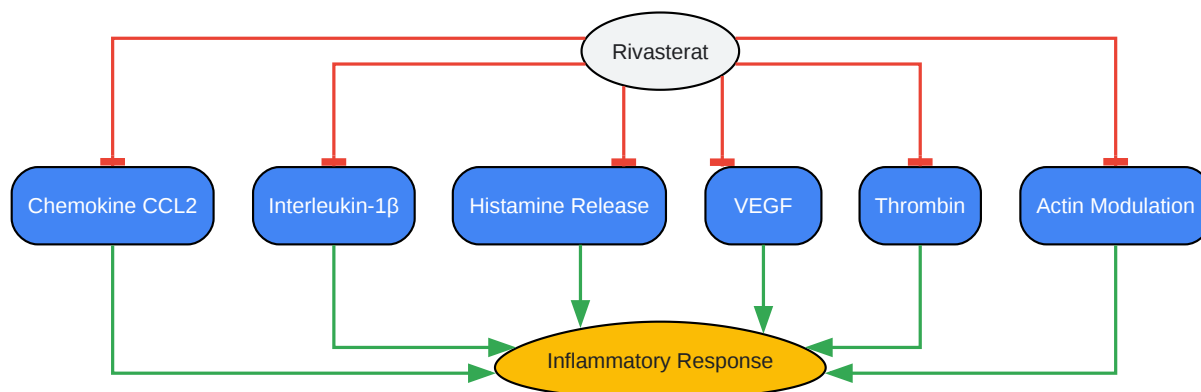 Rivasterat
Chemokine CCL2
Interleukin-1β
Histamine Release
VEGF
Thrombin
Actin Modulation
Inflammatory Response